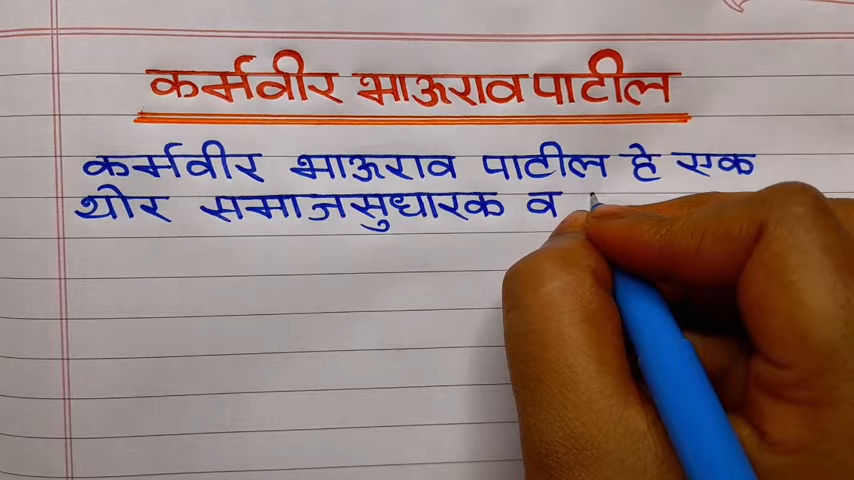 कर्मवीर भाऊराव पाटील
कर्मवीर भाऊराव पाटील हे एक
थोर समाजसुधारक व